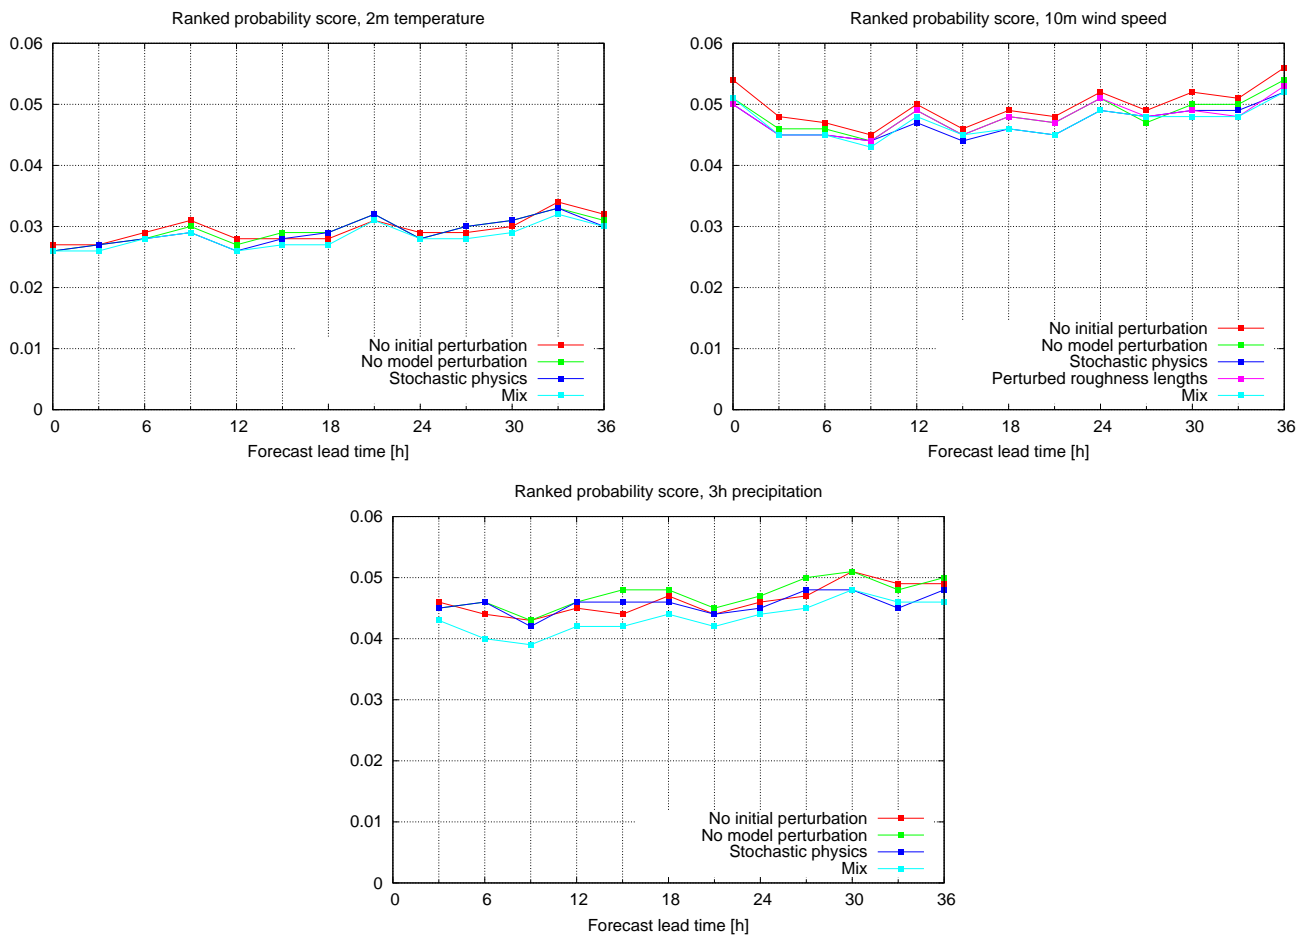 Ranked probability score, 2m temperature
0.06
0.05
0.04
0.03
0.02
0.01
0
No initial perturbation
No model perturbation
Stochastic physics
Mix
0 6 12 18 24 30 36
Forecast lead time [h]
Ranked probability score, 10m wind speed
0.06
0.05
0.04
0.03
0.02
0.01
0
No initial perturbation
No model perturbation
Stochastic physics
Perturbed roughness lengths
Mix
0 6 12 18 24 30 36
Forecast lead time [h]
Ranked probability score, 3h precipitation
0.06
0.05
0.04
0.03
0.02
0.01
0
No initial perturbation
No model perturbation
Stochastic physics
Mix
0 6 12 18 24 30 36
Forecast lead time [h]